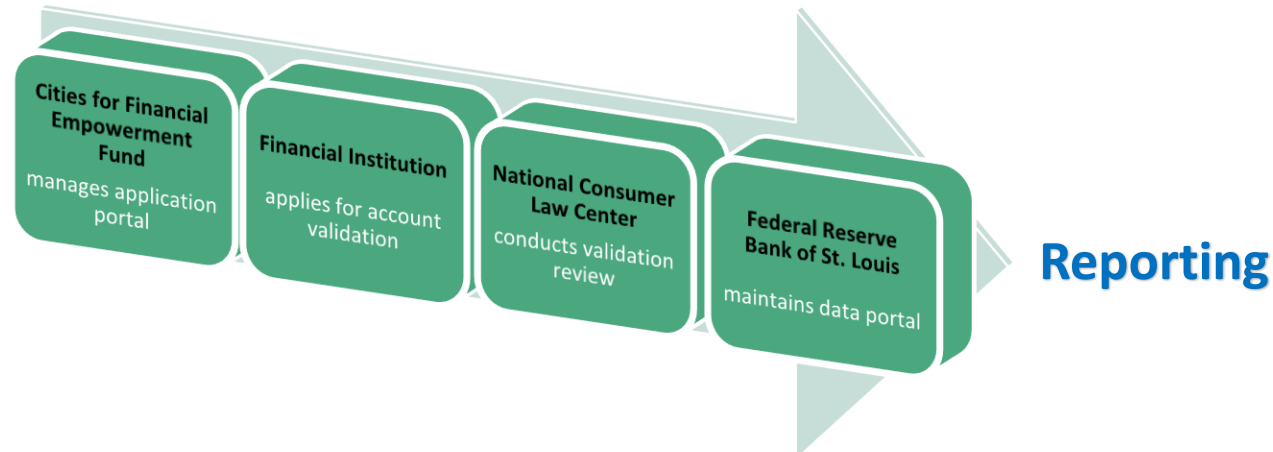 Cities for Financial
Empowerment
Fund
manages application
portal
Financial Institution
applies for account
validation
National Consumer
Law Center
conducts validation
review
Federal Reserve
Bank of St. Louis
maintains data portal
Reporting